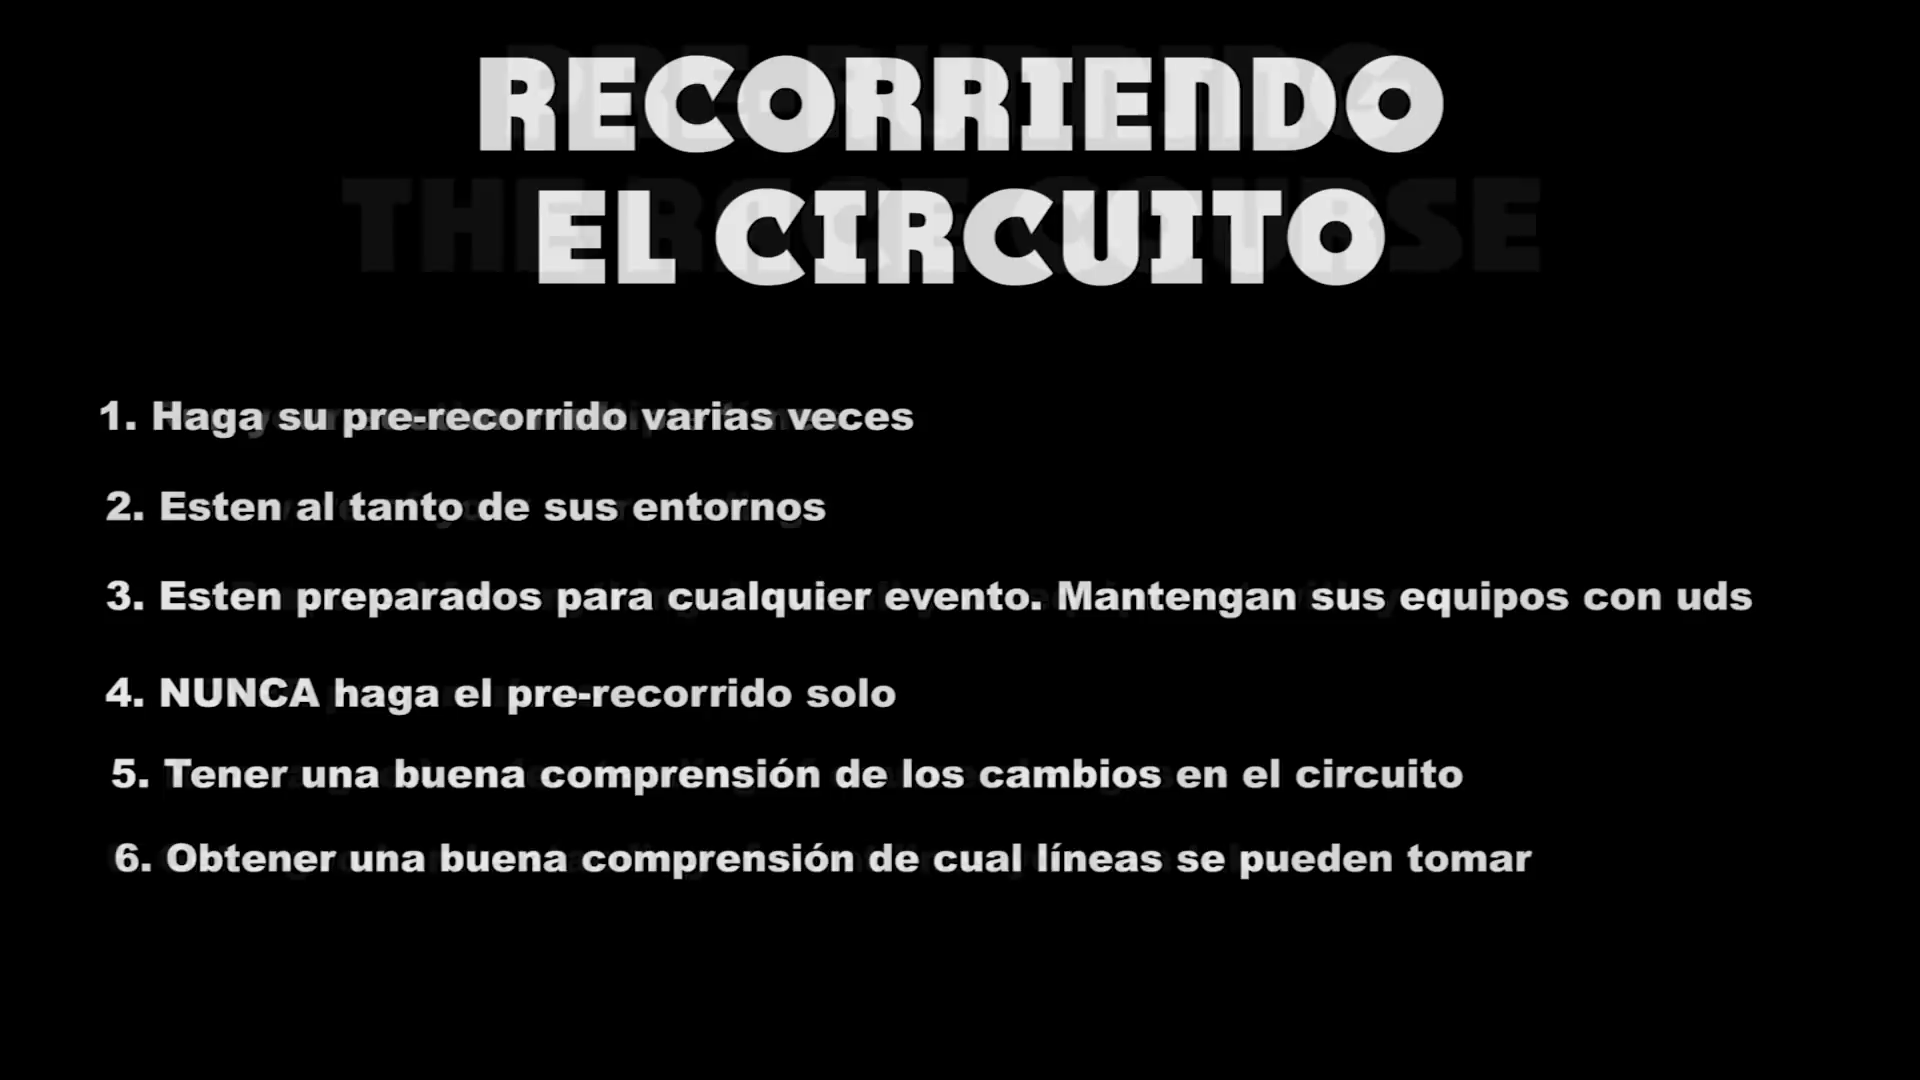 RECORRIENDO
EL CIRCUITO
1. Haga su pre-recorrido varias veces
2. Esten al tanto de sus entornos
3. Esten preparados para cualquier evento. Mantengan sus equipos con uds
4. NUNCA haga el pre-recorrido solo
5. Tener una buena comprensión de los cambios en el circuito
6. Obtener una buena comprensión de cual líneas se pueden tomar